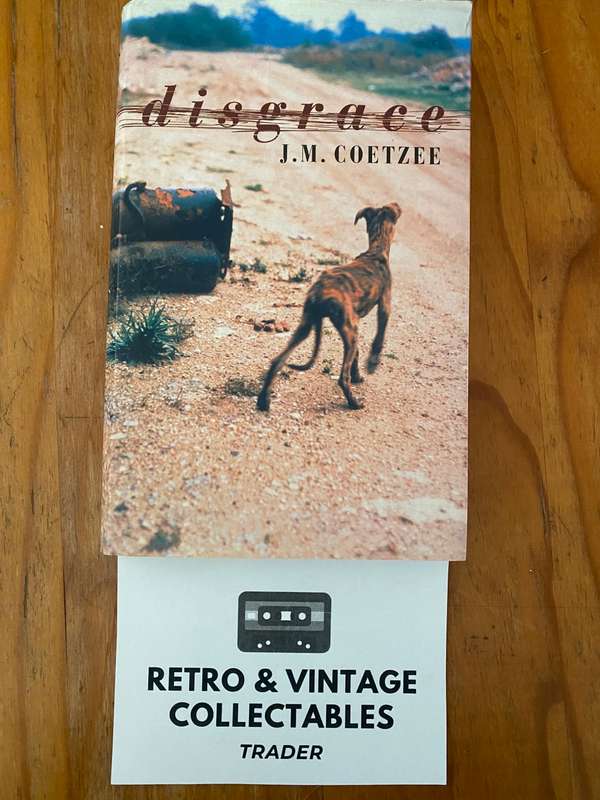 disgrace
J.M. COETZEE
RETRO & VINTAGE
COLLECTABLES
TRADER